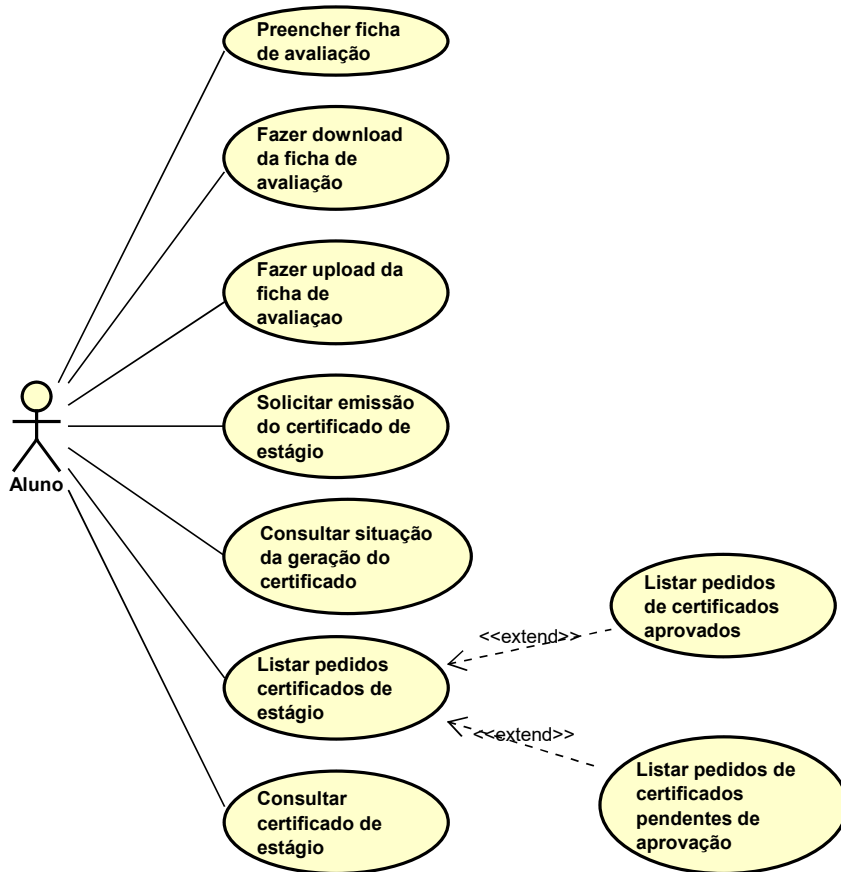 Preencher ficha
de avaliação
Fazer download
da ficha de
avaliação
Fazer upload da
ficha de
avaliaçao
Solicitar emissão
do certificado de
estágio
Aluno
Consultar situação
da geração do
certificado
Listar pedidos
de certificados
aprovados
<<extend>>
Listar pedidos
certificados de
estágio
<<extend>>
Listar pedidos de
certificados
pendentes de
aprovação
Consultar
certificado de
estágio